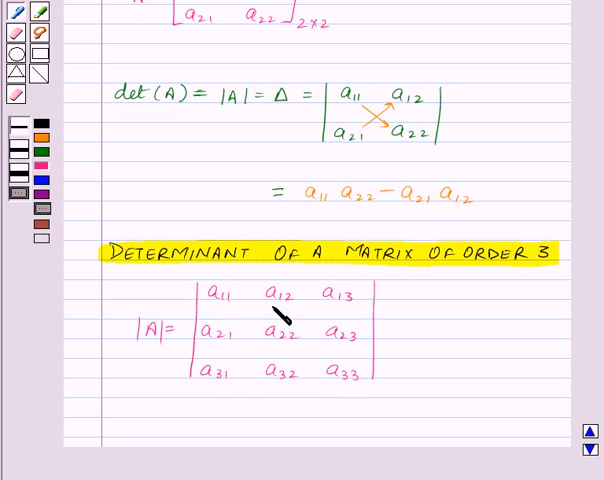 a₂₁ a₂₂ 2×2
det (A) = |A| = Δ = | a₁₁ a₁₂ |
| a₂₁ a₂₂ |
= a₁₁ a₂₂ − a₂₁ a₁₂
DETERMINANT OF A MATRIX OF ORDER 3
| a₁₁ a₁₂ a₁₃ |
|A| = | a₂₁ a₂₂ a₂₃ |
| a₃₁ a₃₂ a₃₃ |